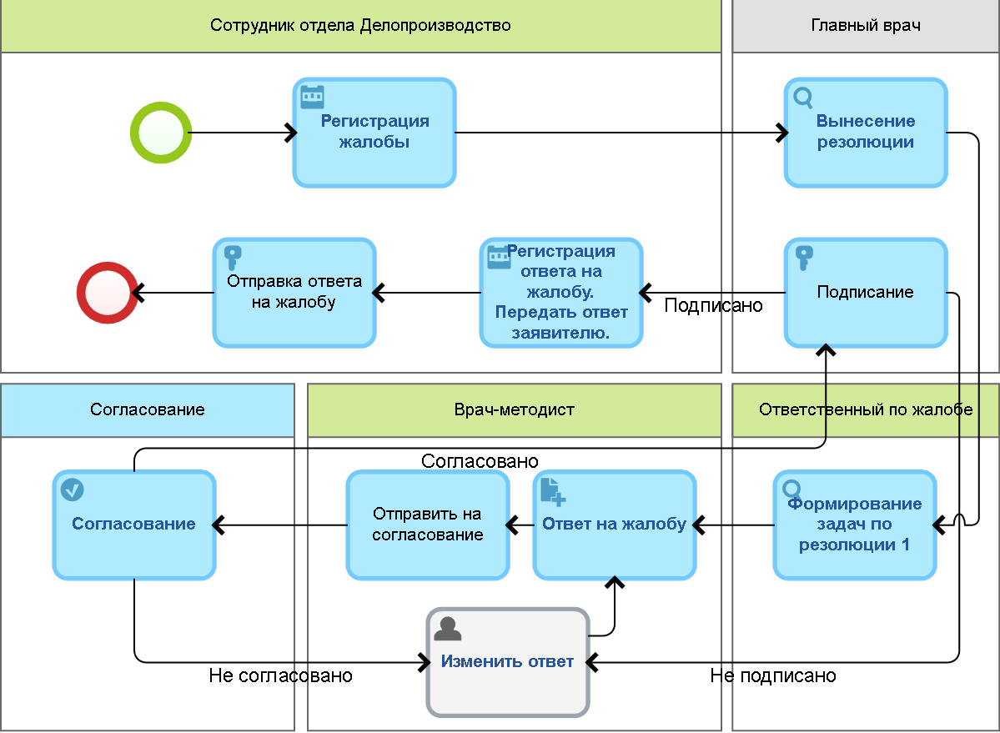 Сотрудник отдела Делопроизводство
Главный врач
Регистрация
жалобы
Вынесение
резолюции
Отправка ответа
на жалобу
Регистрация
ответа на
жалобу.
Передать ответ
заявителю.
Подписано
Подписание
Согласование
Врач-методист
Ответственный по жалобе
Согласовано
Согласование
Отправить на
согласование
Ответ на жалобу
Формирование
задач по
резолюции 1
Изменить ответ
Не согласовано
Не подписано